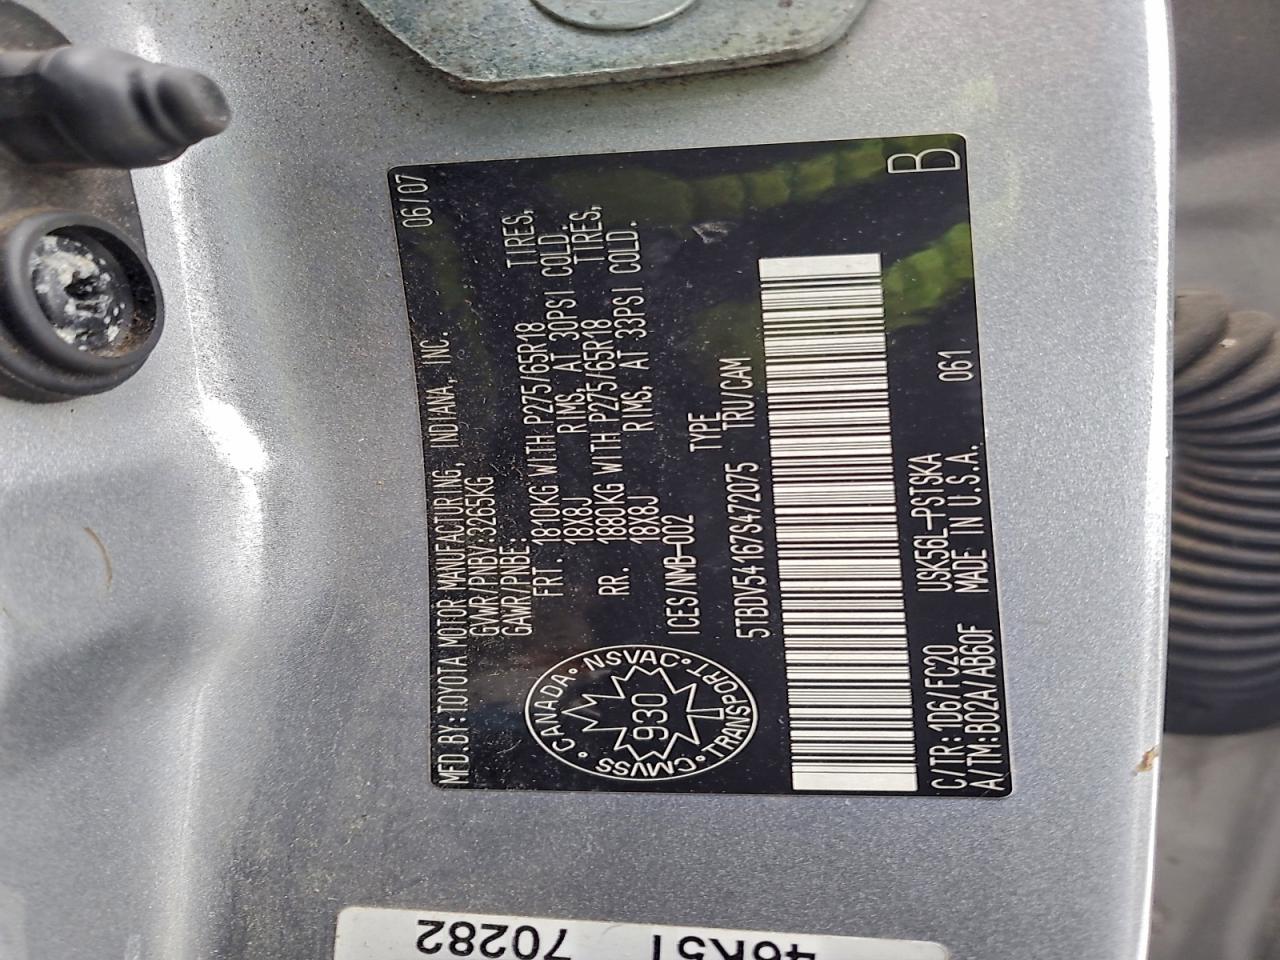 MFD.BY:TOYOTA MOTOR MANUFACTURING, INDIANA, INC. 06/07
GVWR/PNBV 3265KG
GAWR/PNBE.
FRT. 1810KG WITH P275/65R18 TIRES,
18X8J RIMS, AT 30PSI COLD.
RR. 1880KG WITH P275/65R18 TIRES,
18X8J RIMS, AT 33PSI COLD.
ICES/NMB-002
TYPE
5TBDV54167S472075 TRU/CAM
CANADA NSVAC
930
CMVSS TRANSPORT
C/TR:1D6/FC20 USK56L-PSTSKA
A/TM:B02A/AB60F MADE IN U.S.A. 061 B
70282